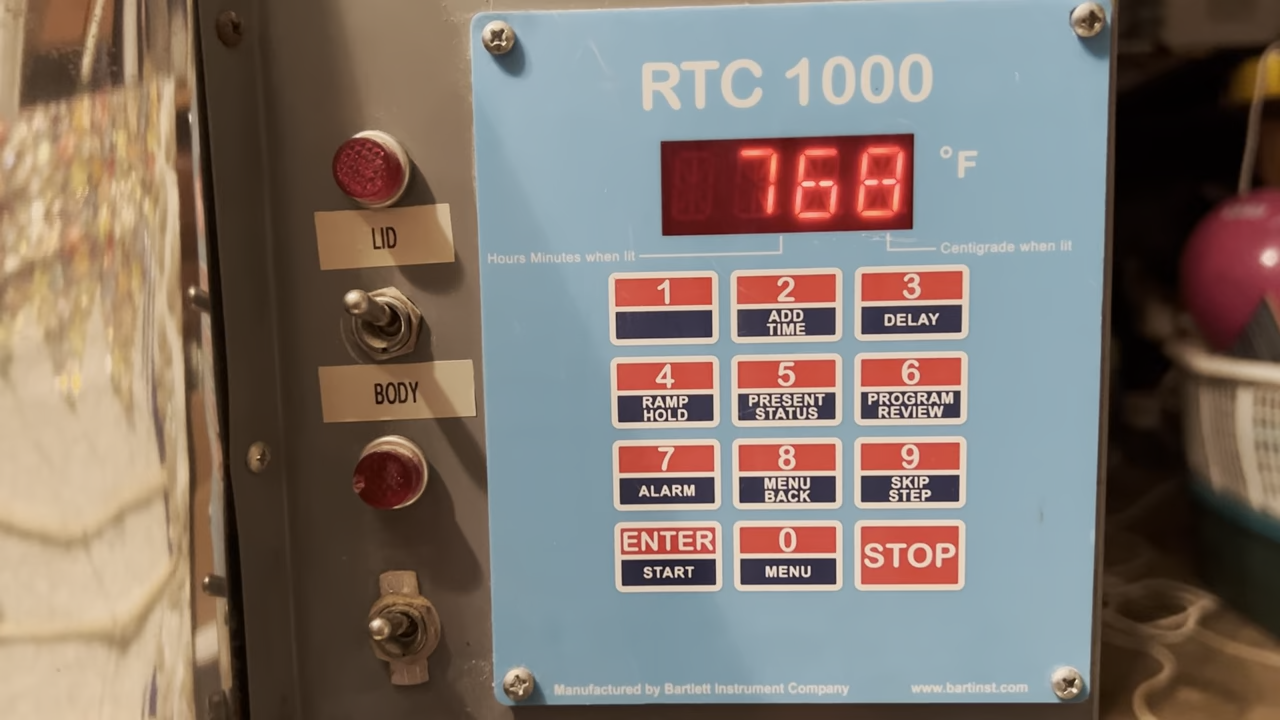 RTC 1000
768
°F
Hours Minutes when lit
Centigrade when lit
1
2
ADD
TIME
3
DELAY
4
RAMP
HOLD
5
PRESENT
STATUS
6
PROGRAM
REVIEW
7
ALARM
8
MENU
BACK
9
SKIP
STEP
ENTER
START
0
MENU
STOP
Manufactured by Bartlett Instrument Company
www.bartinst.com
LID
BODY